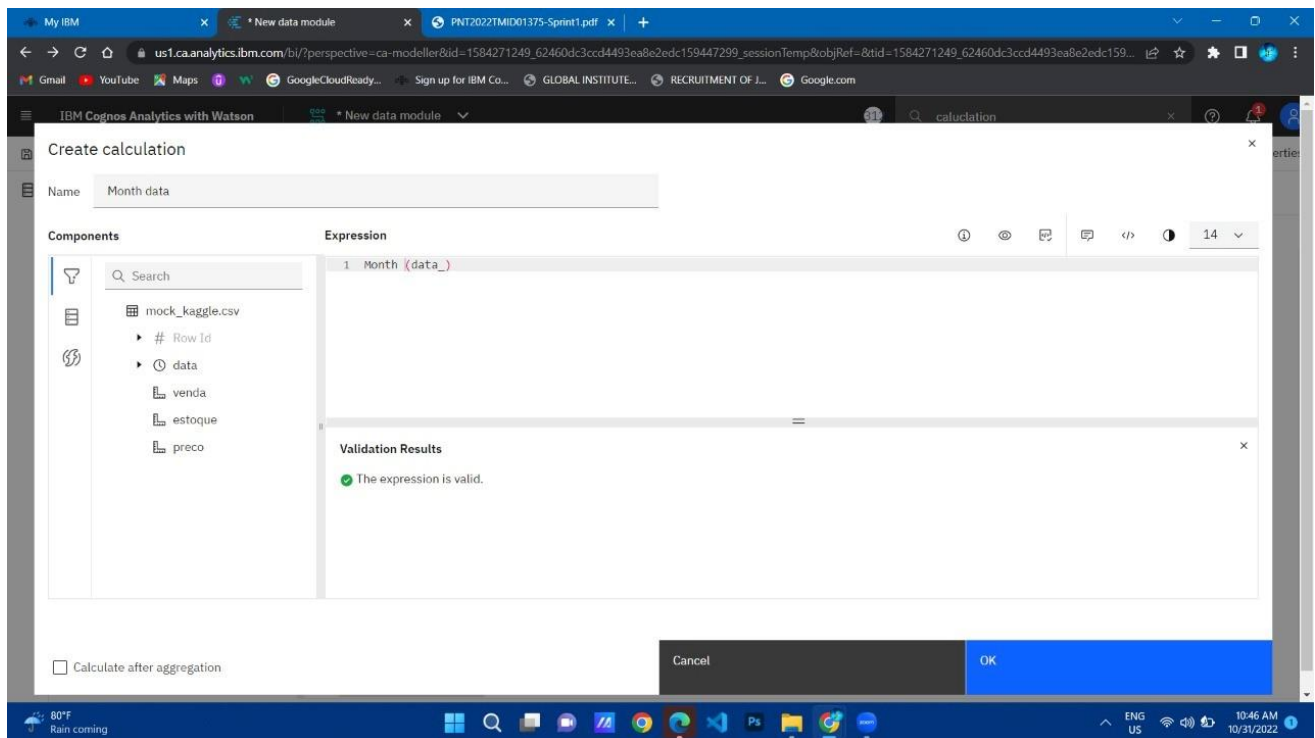 My IBM
* New data module
PNT2022TMID01375-Sprint1.pdf
us1.ca.analytics.ibm.com/bi/?perspective=ca-modeller&id=1584271249_62460dc3ccd4493ea8e2edc159447299_sessionTemp&objRef=&tid=1584271249_62460dc3ccd4493ea8e2edc159...
Gmail YouTube Maps GoogleCloudReady... Sign up for IBM Co... GLOBAL INSTITUTE... RECRUITMENT OF J... Google.com
IBM Cognos Analytics with Watson * New data module caluclation 1
Create calculation
erties
Name Month data
Components Expression 14
Search
1 Month (data_)
mock_kaggle.csv
# Row Id
data
venda
estoque
preco
Validation Results
The expression is valid.
Calculate after aggregation
Cancel OK
80°F
Rain coming
ENG
US
10:46 AM
10/31/2022
1